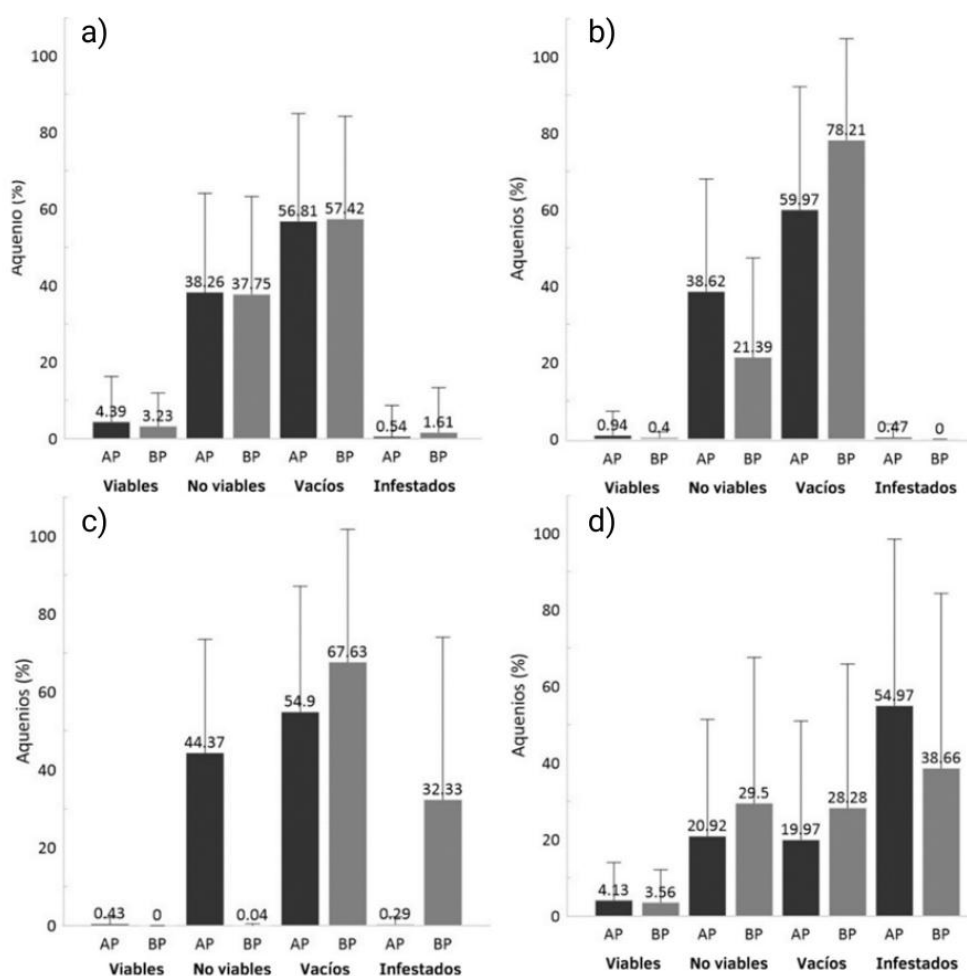 a)
100
80
60
40
20
0
Aquenio (%)
4.39 3.23 38.26 37.75 56.81 57.42 0.54 1.61
AP BP AP BP AP BP AP BP
Viables No viables Vacíos Infestados
b)
100
80
60
40
20
0
Aquenios (%)
0.94 0.4 38.62 21.39 59.97 78.21 0.47 0
AP BP AP BP AP BP AP BP
Viables No viables Vacíos Infestados
c)
100
80
60
40
20
0
Aquenios (%)
0.43 0 44.37 0.04 54.9 67.63 0.29 32.33
AP BP AP BP AP BP AP BP
Viables No viables Vacíos Infestados
d)
100
80
60
40
20
0
Aquenios (%)
4.13 3.56 20.92 29.5 19.97 28.28 54.97 38.66
AP BP AP BP AP BP AP BP
Viables No viables Vacíos Infestados